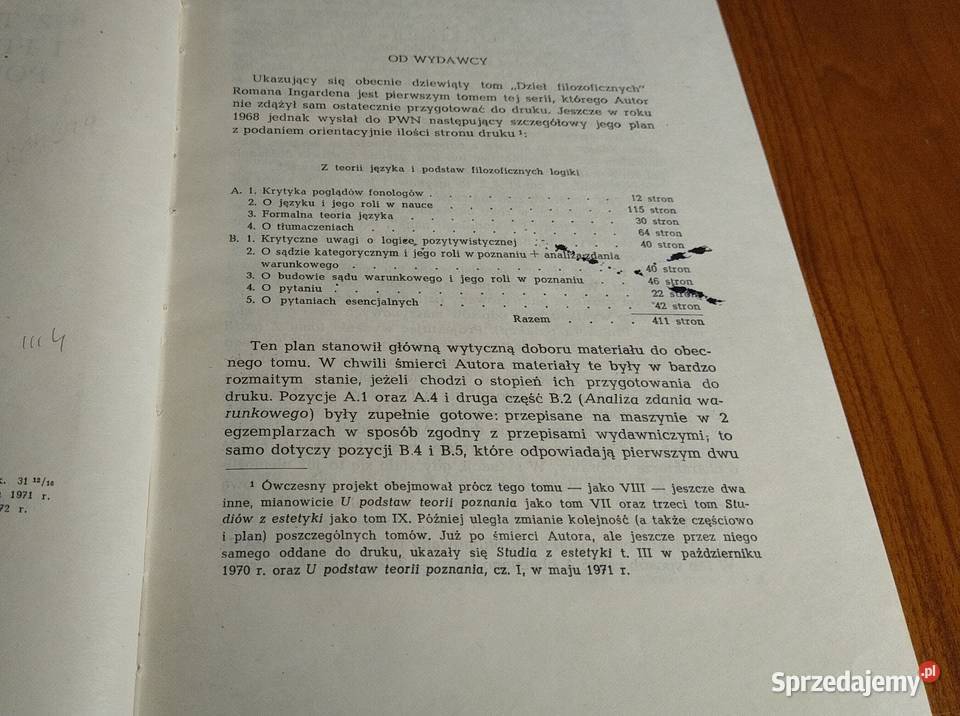 OD WYDAWCY
Ukazujący się obecnie dziewiąty tom „Dzieł filozoficznych"
Romana Ingardena jest pierwszym tomem tej serii, którego Autor
nie zdążył sam ostatecznie przygotować do druku. Jeszcze w roku
1968 jednak wysłał do PWN następujący szczegółowy jego plan
z podaniem orientacyjnie ilości stronu druku ¹:
Z teorii języka i podstaw filozoficznych logiki
A. 1. Krytyka poglądów fonologów . . . . . . . . 12 stron
2. O języku i jego roli w nauce . . . . . . . . 115 stron
3. Formalna teoria języka . . . . . . . . . 30 stron
4. O tłumaczeniach . . . . . . . . . . . 64 stron
B. 1. Krytyczne uwagi o logice pozytywistycznej . . . . 40 stron
2. O sądzie kategorycznym i jego roli w poznaniu + analiza zdania
warunkowego . . . . . . . . . . . . 40 stron
3. O budowie sądu warunkowego i jego roli w poznaniu . . 46 stron
4. O pytaniu . . . . . . . . . . . . . 22 stron
5. O pytaniach esencjalnych . . . . . . . . 42 stron
Razem . . . . 411 stron
Ten plan stanowił główną wytyczną doboru materiału do obec-
nego tomu. W chwili śmierci Autora materiały te były w bardzo
rozmaitym stanie, jeżeli chodzi o stopień ich przygotowania do
druku. Pozycje A.1 oraz A.4 i druga część B.2 (Analiza zdania wa-
runkowego) były zupełnie gotowe: przepisane na maszynie w 2
egzemplarzach w sposób zgodny z przepisami wydawniczymi; to
samo dotyczy pozycji B.4 i B.5, które odpowiadają pierwszym dwu
¹ Ówczesny projekt obejmował prócz tego tomu — jako VIII — jeszcze dwa
inne, mianowicie U podstaw teorii poznania jako tom VII oraz trzeci tom Stu-
diów z estetyki jako tom IX. Później uległa zmianie kolejność (a także częściowo
i plan) poszczególnych tomów. Już po śmierci Autora, ale jeszcze przez niego
samego oddane do druku, ukazały się Studia z estetyki t. III w październiku
1970 r. oraz U podstaw teorii poznania, cz. I, w maju 1971 r.
31 12/16
1971 r.
72 r.
Sprzedajemy.pl